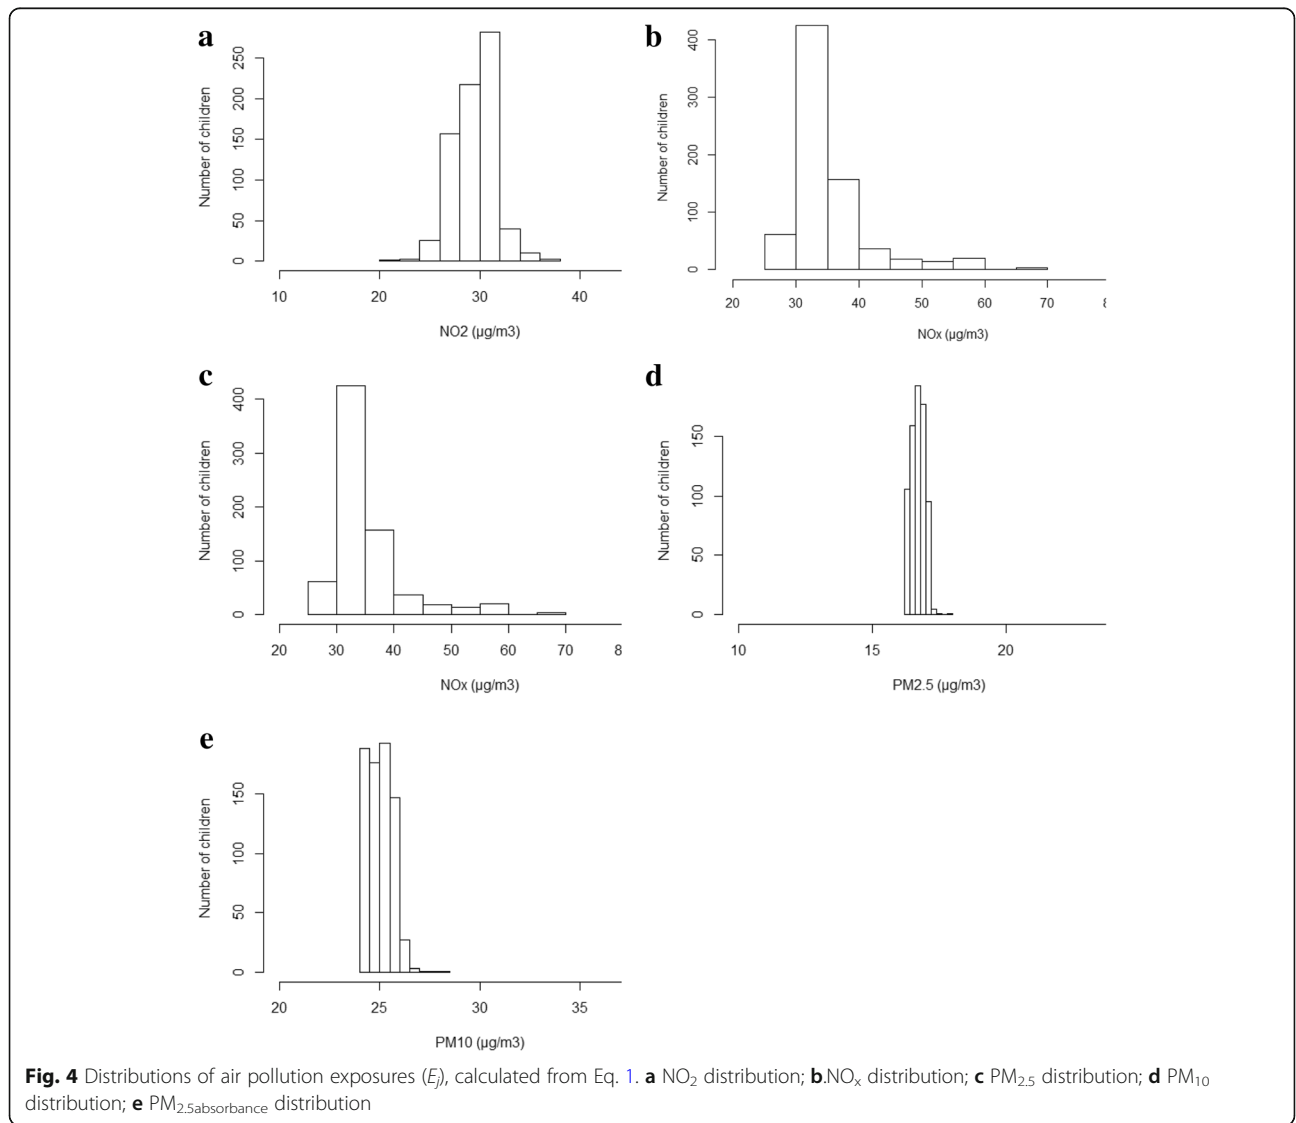 a
Number of children
0 50 100 150 200 250
10 20 30 40
NO2 (µg/m3)
b
Number of children
0 100 200 300 400
20 30 40 50 60 70
NOx (µg/m3)
c
Number of children
0 100 200 300 400
20 30 40 50 60 70 8
NOx (µg/m3)
d
Number of children
0 50 100 150
10 15 20
PM2.5 (µg/m3)
e
Number of children
0 50 100 150
20 25 30 35
PM10 (µg/m3)
Fig. 4 Distributions of air pollution exposures (Ej), calculated from Eq. 1. a NO2 distribution; b.NOx distribution; c PM2.5 distribution; d PM10
distribution; e PM2.5absorbance distribution